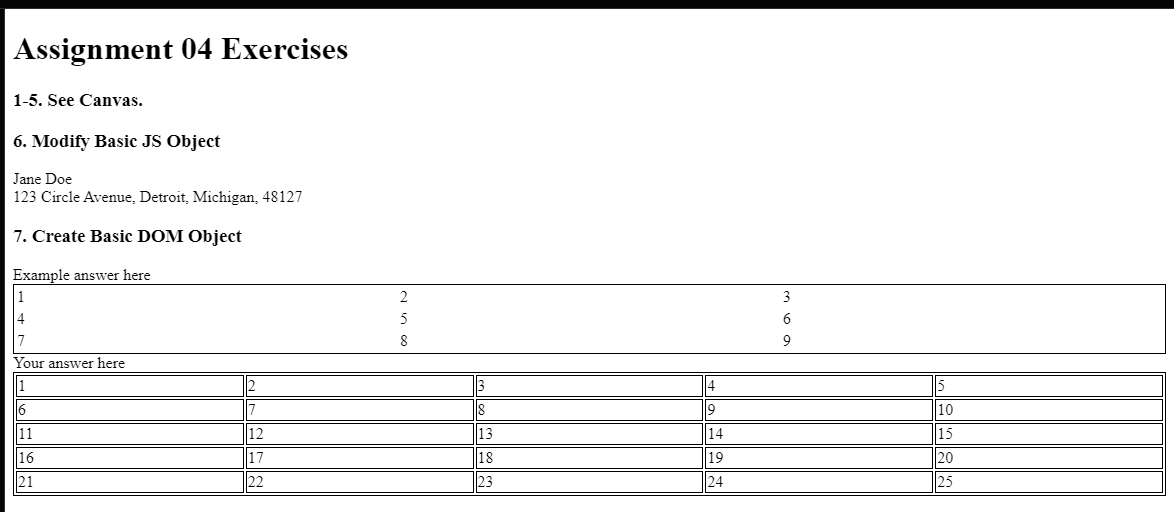 Assignment 04 Exercises
1-5. See Canvas.
6. Modify Basic JS Object
Jane Doe
123 Circle Avenue, Detroit, Michigan, 48127
7. Create Basic DOM Object
Example answer here
1 2 3
4 5 6
7 8 9
Your answer here
1 2 3 4 5
6 7 8 9 10
11 12 13 14 15
16 17 18 19 20
21 22 23 24 25